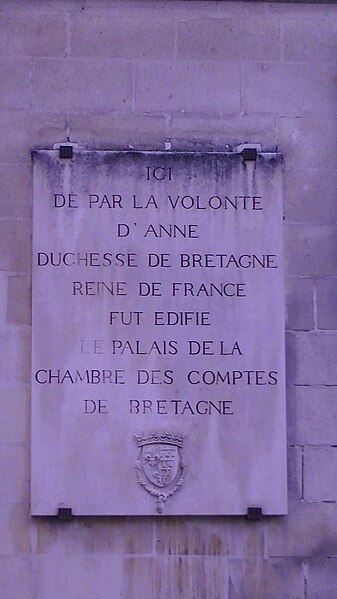 ICI
DE PAR LA VOLONTE
D'ANNE
DUCHESSE DE BRETAGNE
REINE DE FRANCE
FUT EDIFIE
LE PALAIS DE LA
CHAMBRE DES COMPTES
DE BRETAGNE